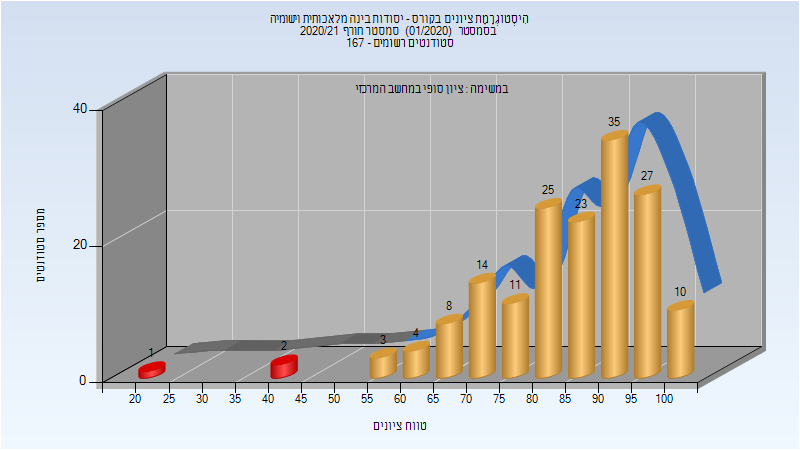 היסטוגרמת ציונים בקורס - יסודות בינה מלאכותית וישומיה
בסמסטר (01/2020) סמסטר חורף 2020/21
סטודנטים רשומים - 167
במשימה : ציון סופי במחשב המרכזי
מספר סטודנטים
40
20
0
1
2
3
4
8
14
11
25
23
35
27
10
20 25 30 35 40 45 50 55 60 65 70 75 80 85 90 95 100
טווח ציונים